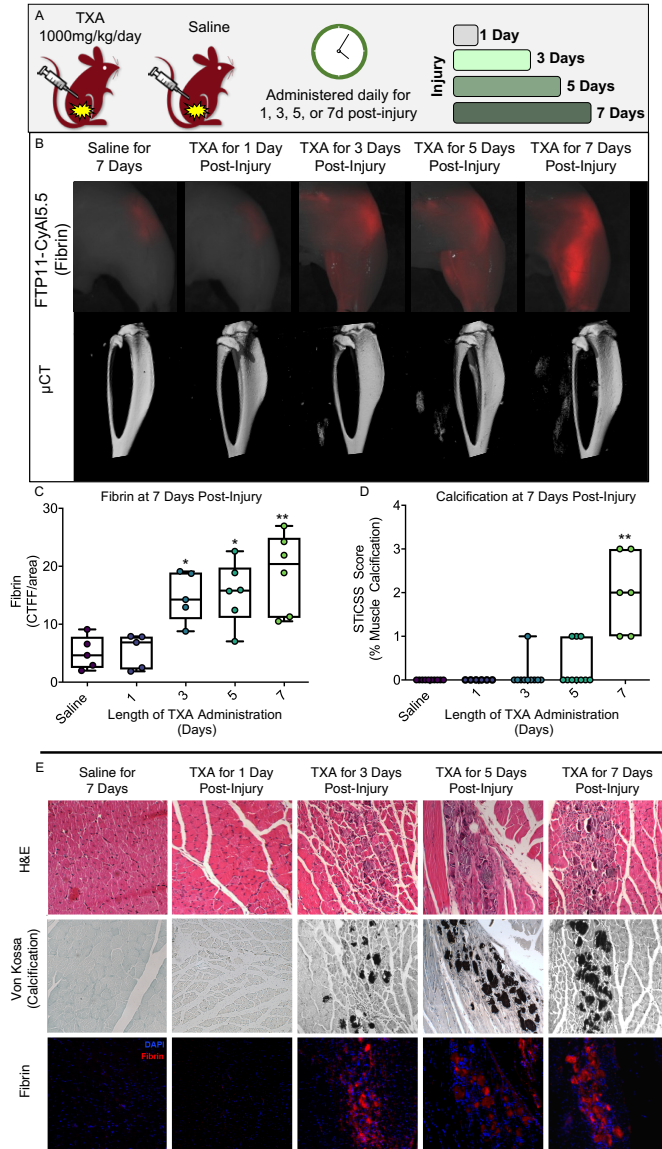 A
TXA
1000mg/kg/day
Saline
Administered daily for
1, 3, 5, or 7d post-injury
Injury
1 Day
3 Days
5 Days
7 Days
B
Saline for
7 Days
TXA for 1 Day
Post-Injury
TXA for 3 Days
Post-Injury
TXA for 5 Days
Post-Injury
TXA for 7 Days
Post-Injury
FTP11-CyAl5.5
(Fibrin)
µCT
C
Fibrin at 7 Days Post-Injury
Fibrin
(CTFF/area)
30
20
10
0
*
*
**
Saline
1
3
5
7
Length of TXA Administration
(Days)
D
Calcification at 7 Days Post-Injury
STiCSS Score
(% Muscle Calcification)
4
3
2
1
0
**
Saline
1
3
5
7
Length of TXA Administration
(Days)
E
Saline for
7 Days
TXA for 1 Day
Post-Injury
TXA for 3 Days
Post-Injury
TXA for 5 Days
Post-Injury
TXA for 7 Days
Post-Injury
H&E
Von Kossa
(Calcification)
Fibrin
DAPI
Fibrin